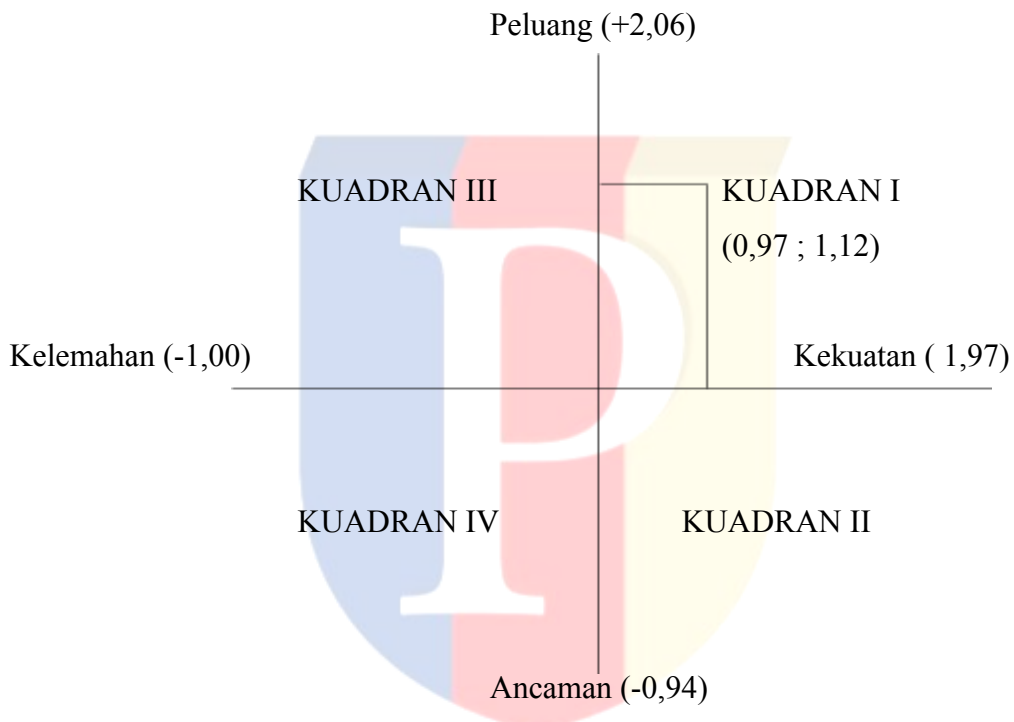 Peluang (+2,06)
KUADRAN III
KUADRAN I
(0,97 ; 1,12)
Kelemahan (-1,00)
Kekuatan ( 1,97)
KUADRAN IV
KUADRAN II
Ancaman (-0,94)
P